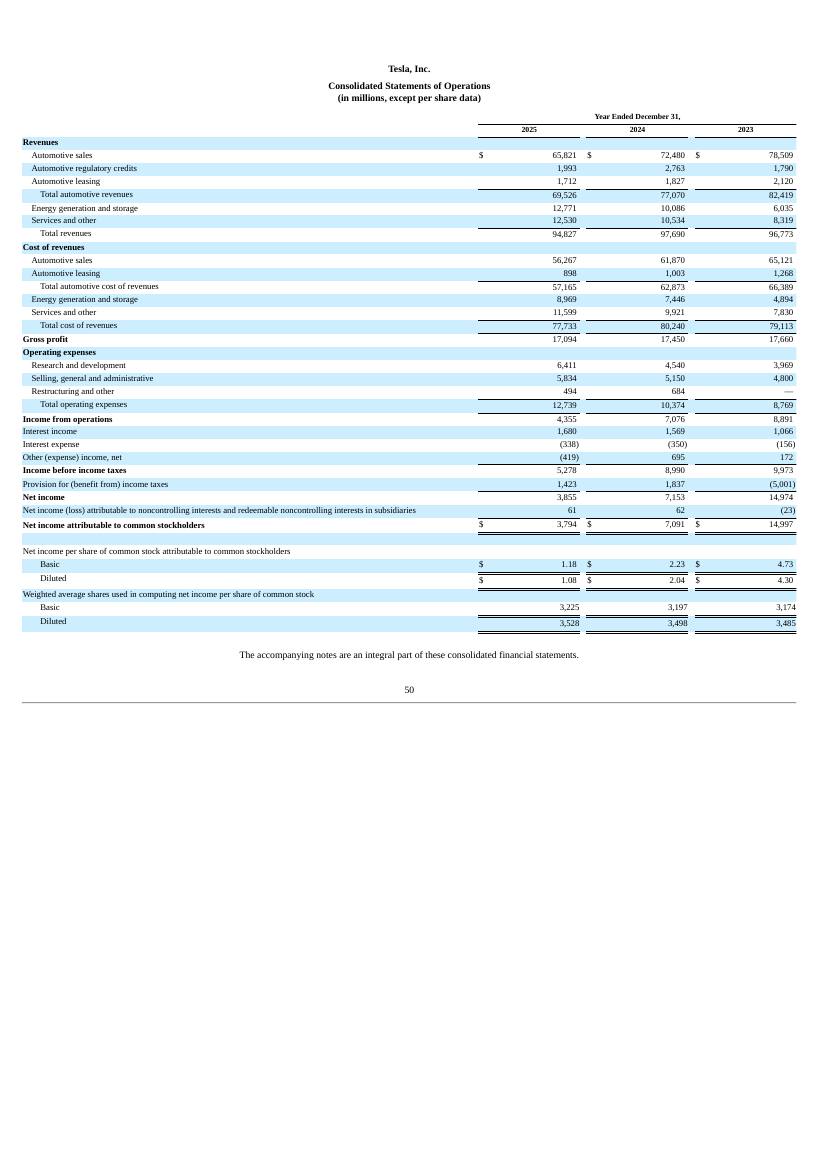 Tesla, Inc.
Consolidated Statements of Operations
(in millions, except per share data)
Year Ended December 31,
2025 2024 2023
Revenues
Automotive sales $ 65,821 $ 72,480 $ 78,509
Automotive regulatory credits 1,993 2,763 1,790
Automotive leasing 1,712 1,827 2,120
Total automotive revenues 69,526 77,070 82,419
Energy generation and storage 12,771 10,086 6,035
Services and other 12,530 10,534 8,319
Total revenues 94,827 97,690 96,773
Cost of revenues
Automotive sales 56,267 61,870 65,121
Automotive leasing 898 1,003 1,268
Total automotive cost of revenues 57,165 62,873 66,389
Energy generation and storage 8,969 7,446 4,894
Services and other 11,599 9,921 7,830
Total cost of revenues 77,733 80,240 79,113
Gross profit 17,094 17,450 17,660
Operating expenses
Research and development 6,411 4,540 3,969
Selling, general and administrative 5,834 5,150 4,800
Restructuring and other 494 684 —
Total operating expenses 12,739 10,374 8,769
Income from operations 4,355 7,076 8,891
Interest income 1,680 1,569 1,066
Interest expense (338) (350) (156)
Other (expense) income, net (419) 695 172
Income before income taxes 5,278 8,990 9,973
Provision for (benefit from) income taxes 1,423 1,837 (5,001)
Net income 3,855 7,153 14,974
Net income (loss) attributable to noncontrolling interests and redeemable noncontrolling interests in subsidiaries 61 62 (23)
Net income attributable to common stockholders $ 3,794 $ 7,091 $ 14,997
Net income per share of common stock attributable to common stockholders
Basic $ 1.18 $ 2.23 $ 4.73
Diluted $ 1.08 $ 2.04 $ 4.30
Weighted average shares used in computing net income per share of common stock
Basic 3,225 3,197 3,174
Diluted 3,528 3,498 3,485
The accompanying notes are an integral part of these consolidated financial statements.
50